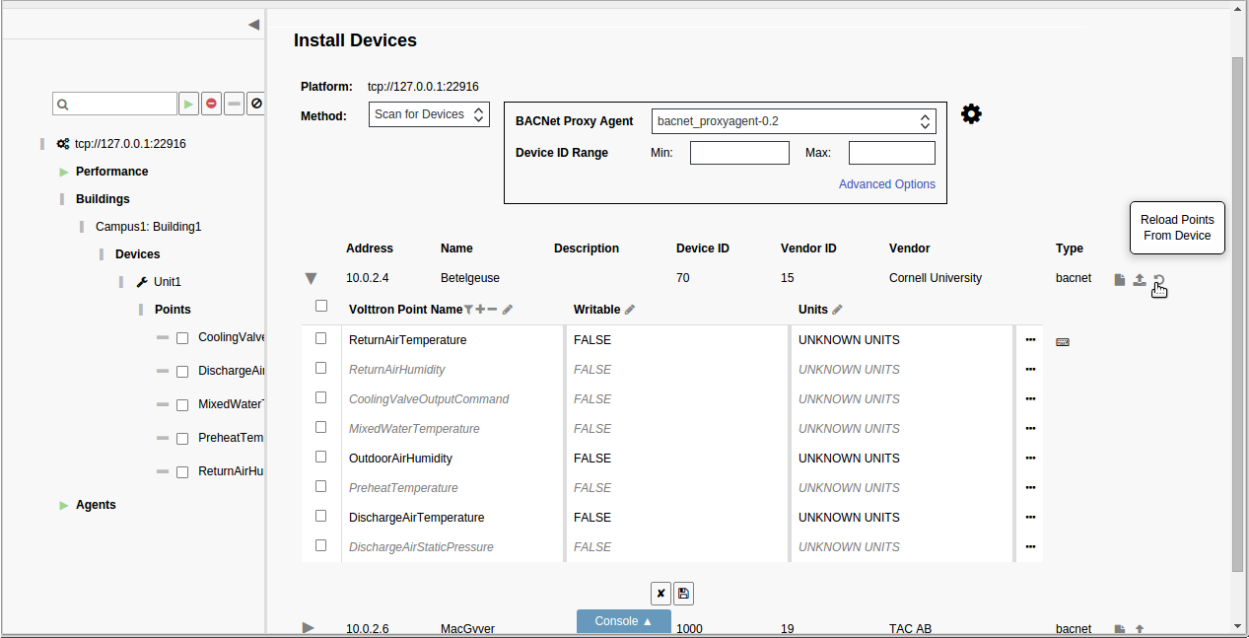 Install Devices
Platform: tcp://127.0.0.1:22916
Method: Scan for Devices
BACNet Proxy Agent bacnet_proxyagent-0.2
Device ID Range Min: Max:
Advanced Options
tcp://127.0.0.1:22916
Performance
Buildings
Campus1: Building1
Devices
Unit1
Points
CoolingValve
DischargeAi
MixedWater
PreheatTem
ReturnAirHu
Agents
Reload Points
From Device
Address Name Description Device ID Vendor ID Vendor Type
10.0.2.4 Betelgeuse 70 15 Cornell University bacnet
Volttron Point Name Writable Units
ReturnAirTemperature FALSE UNKNOWN UNITS
ReturnAirHumidity FALSE UNKNOWN UNITS
CoolingValveOutputCommand FALSE UNKNOWN UNITS
MixedWaterTemperature FALSE UNKNOWN UNITS
OutdoorAirHumidity FALSE UNKNOWN UNITS
PreheatTemperature FALSE UNKNOWN UNITS
DischargeAirTemperature FALSE UNKNOWN UNITS
DischargeAirStaticPressure FALSE UNKNOWN UNITS
Console ▲
10.0.2.6 MacGyver 1000 19 TAC AB bacnet